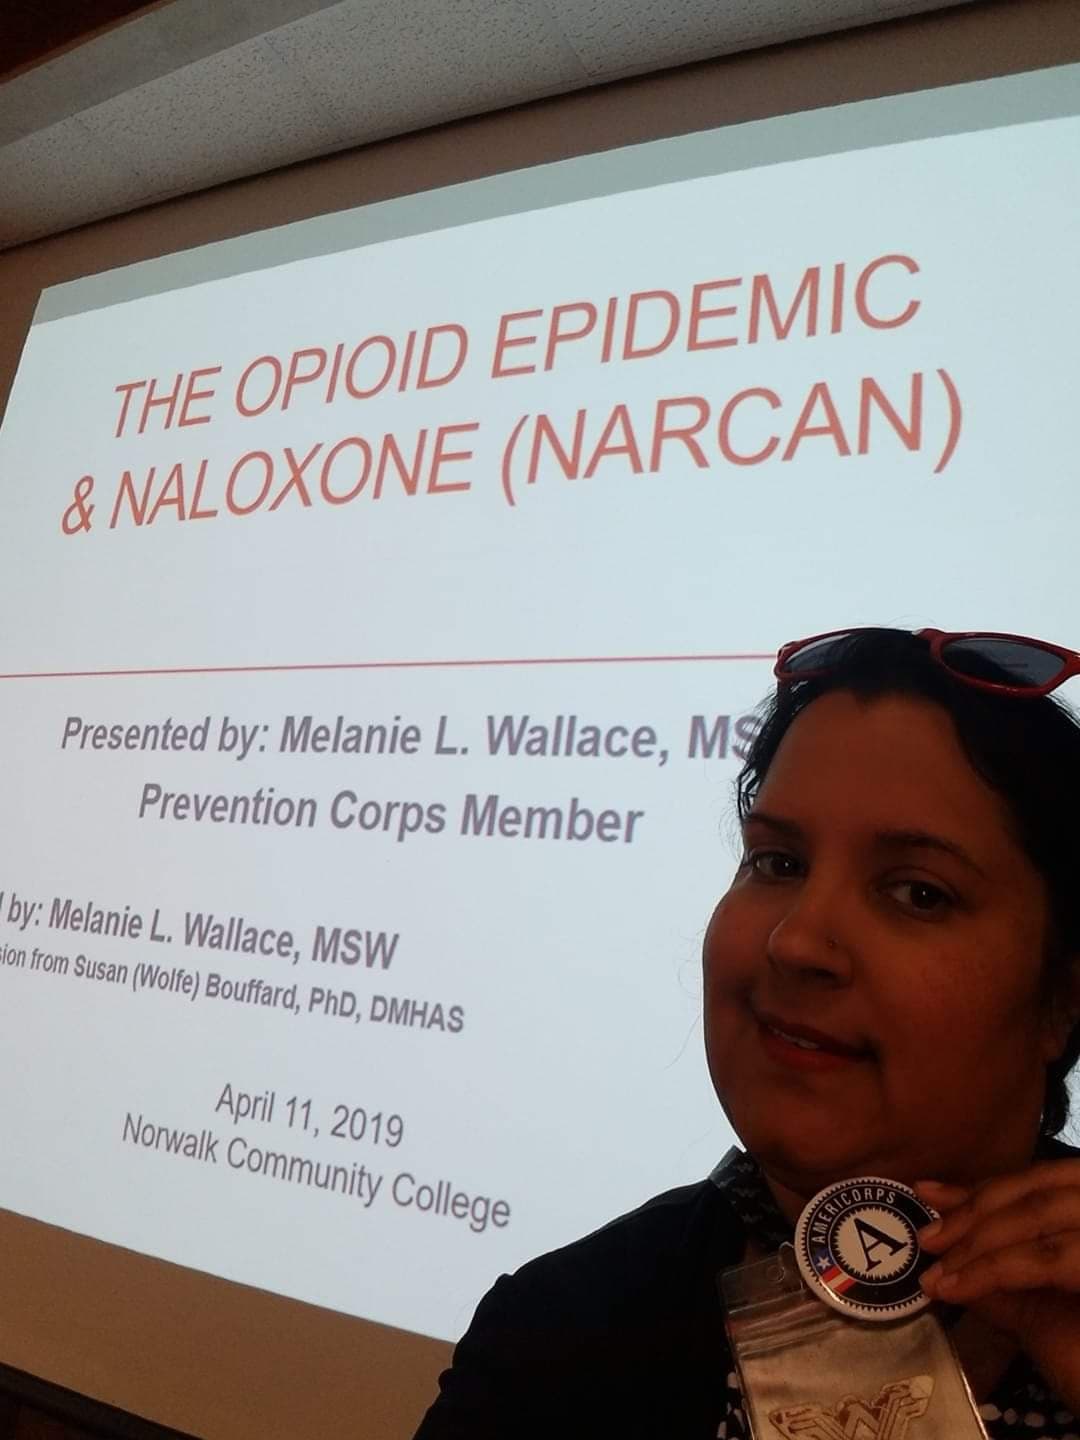 THE OPIOID EPIDEMIC
& NALOXONE (NARCAN)
Presented by: Melanie L. Wallace, MS
Prevention Corps Member
by: Melanie L. Wallace, MSW
from Susan (Wolfe) Bouffard, PhD, DMHAS
April 11, 2019
Norwalk Community College
AMERICORPS
A